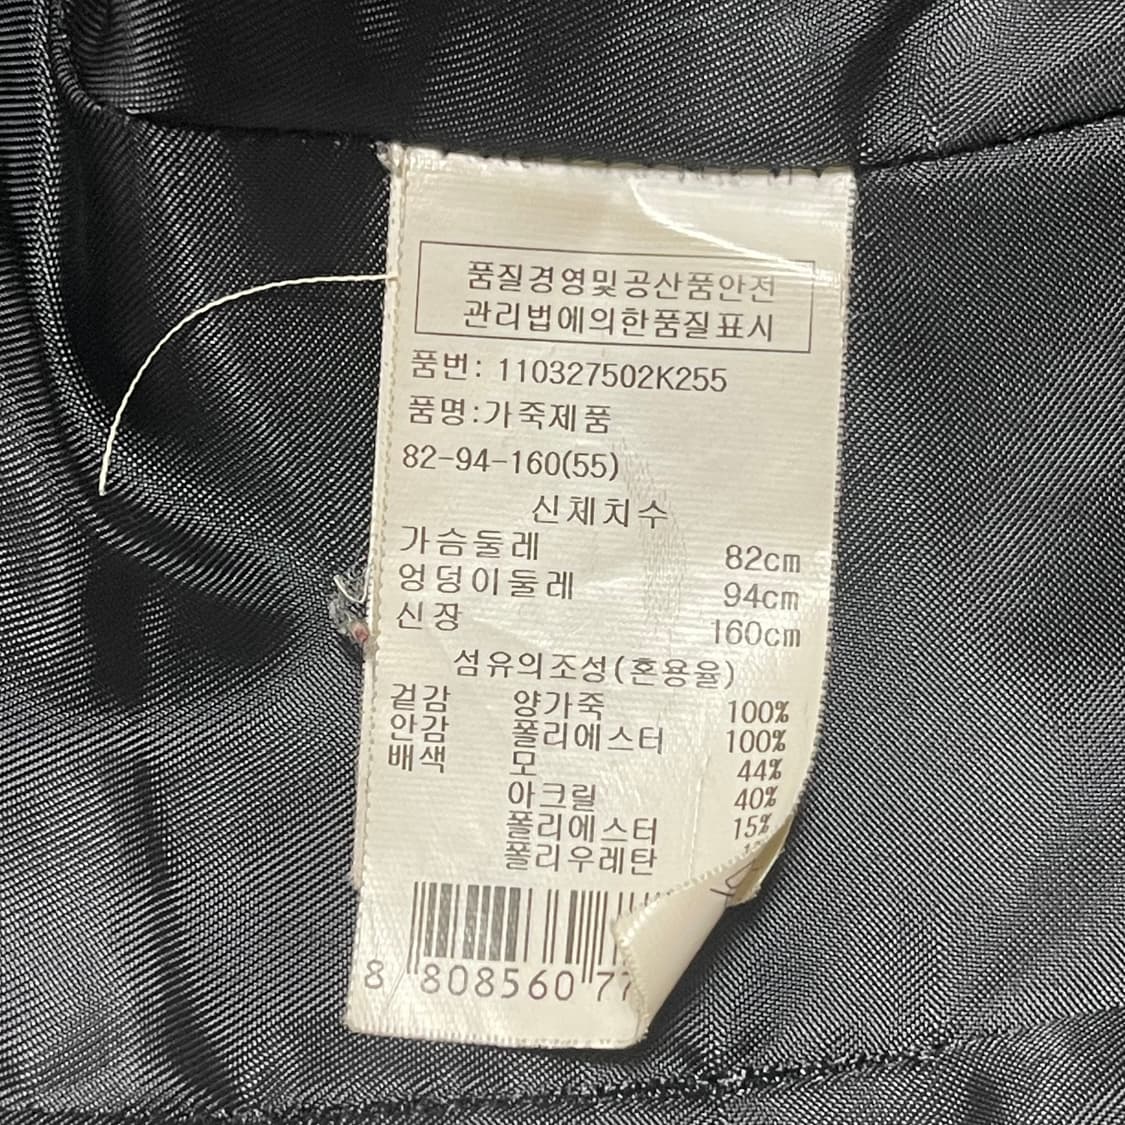 품질경영및공산품안전
관리법에의한품질표시
품번: 110327502K255
품명:가죽제품
82-94-160(55)
신체치수
가슴둘레 82cm
엉덩이둘레 94cm
신장 160cm
섬유의조성(혼용율)
겉감 양가죽 100%
안감 폴리에스터 100%
배색 모 44%
아크릴 40%
폴리에스터 15%
폴리우레탄
8 808560 77